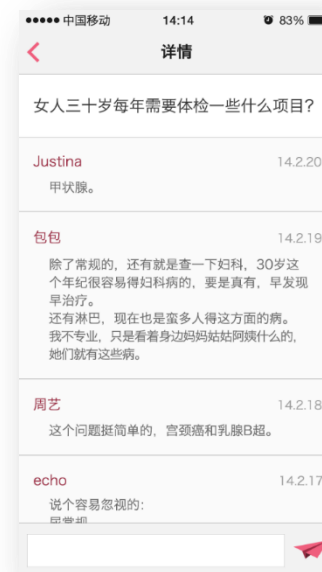 中国移动 14:14 83%
详情
女人三十岁每年需要体检一些什么项目?
Justina 14.2.20
甲状腺。
包包 14.2.19
除了常规的，还有就是查一下妇科，30岁这
个年纪很容易得妇科病的，要是真有，早发现
早治疗。
还有淋巴，现在也是蛮多人得这方面的病。
我不专业，只是看着身边妈妈姑姑阿姨什么的，
她们就有这些病。
周艺 14.2.18
这个问题挺简单的，宫颈癌和乳腺B超。
echo 14.2.17
说个容易忽视的：
尿常规